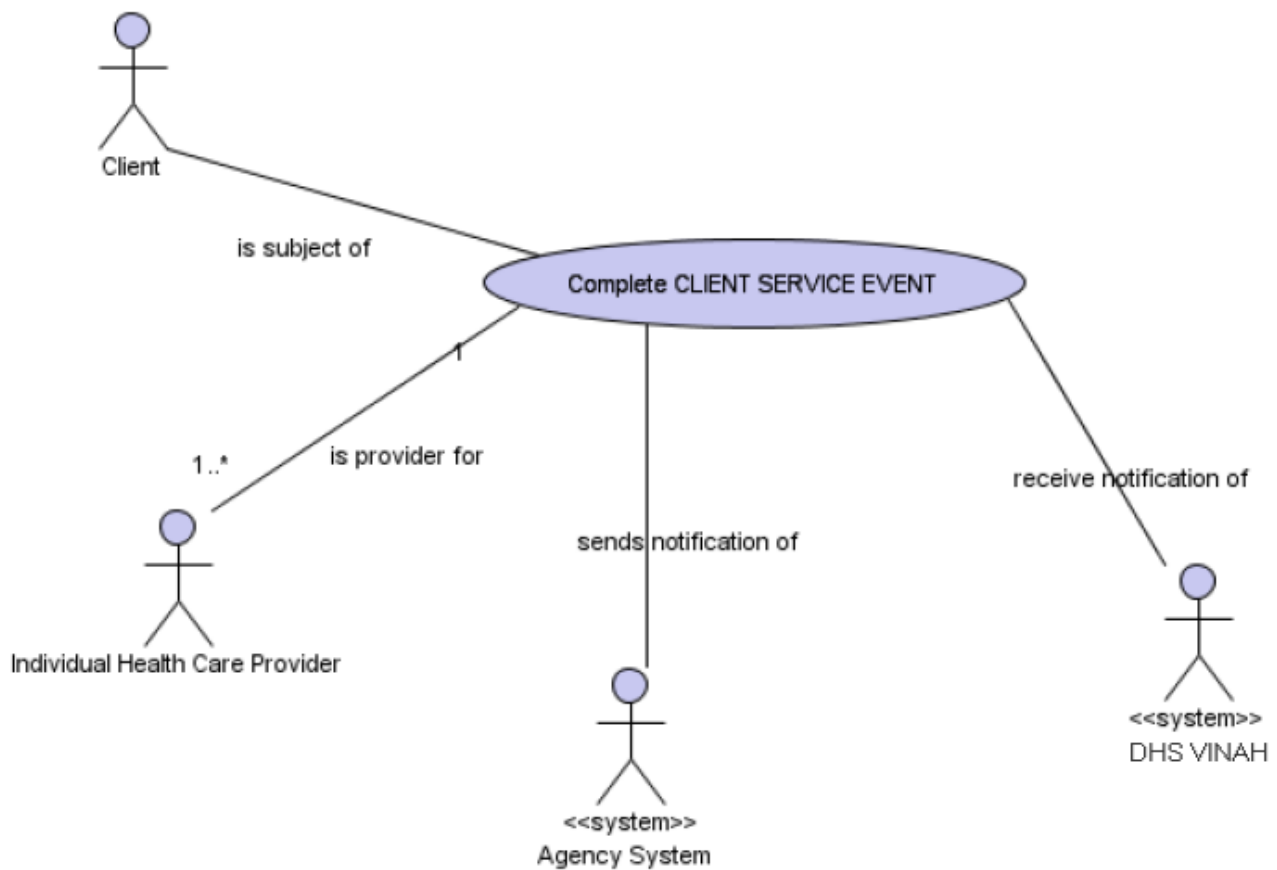 Client
is subject of
Complete CLIENT SERVICE EVENT
1
is provider for
1..*
receive notification of
sends notification of
Individual Health Care Provider
<<system>>
DHS VINAH
<<system>>
Agency System